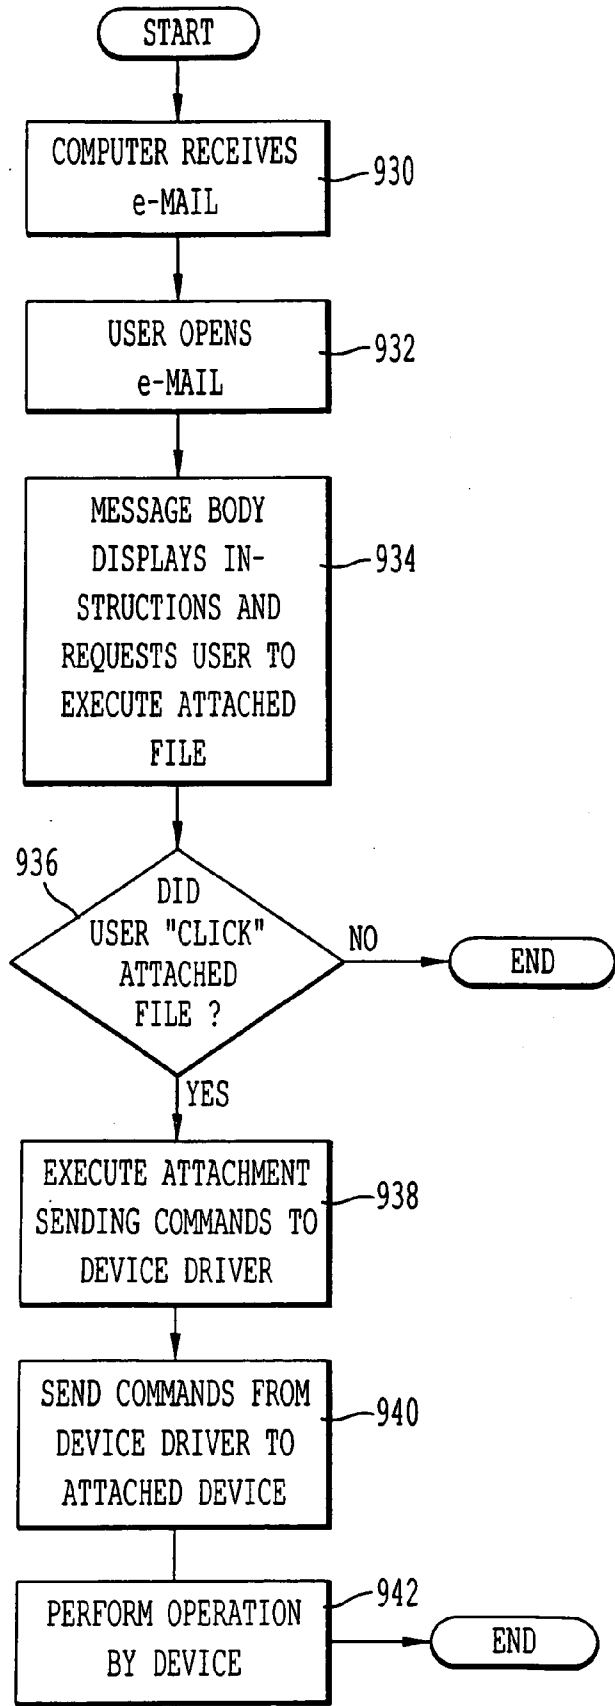 START
COMPUTER RECEIVES
e-MAIL
930
USER OPENS
e-MAIL
932
MESSAGE BODY
DISPLAYS IN-
STRUCTIONS AND
REQUESTS USER TO
EXECUTE ATTACHED
FILE
934
936
DID
USER "CLICK"
ATTACHED
FILE ?
NO
END
YES
EXECUTE ATTACHMENT
SENDING COMMANDS TO
DEVICE DRIVER
938
SEND COMMANDS FROM
DEVICE DRIVER TO
ATTACHED DEVICE
940
PERFORM OPERATION
BY DEVICE
942
END